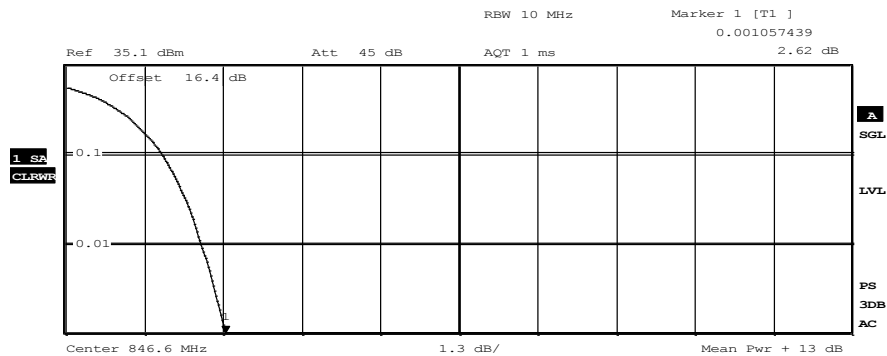 RBW 10 MHz Marker 1 [T1 ]
0.001057439
Ref 35.1 dBm Att 45 dB AQT 1 ms 2.62 dB
Offset 16.4 dB
A
SGL
0.1
1 SA
CLRWR
LVL
0.01
PS
3DB
1
AC
Center 846.6 MHz 1.3 dB/ Mean Pwr + 13 dB